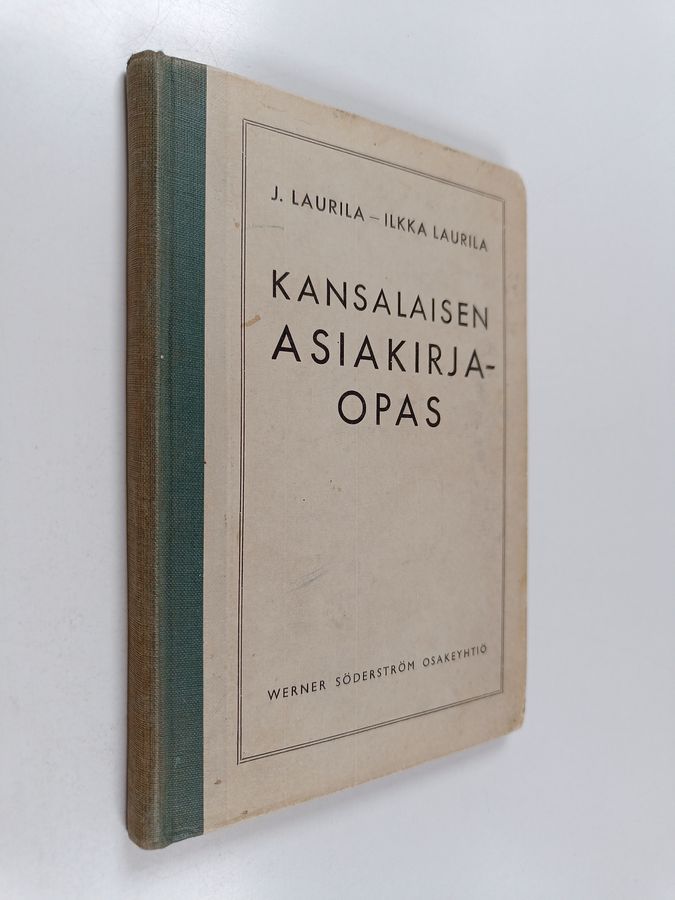 J. LAURILA – ILKKA LAURILA
KANSALAISEN
ASIAKIRJA-
OPAS
WERNER SÖDERSTRÖM OSAKEYHTIÖ